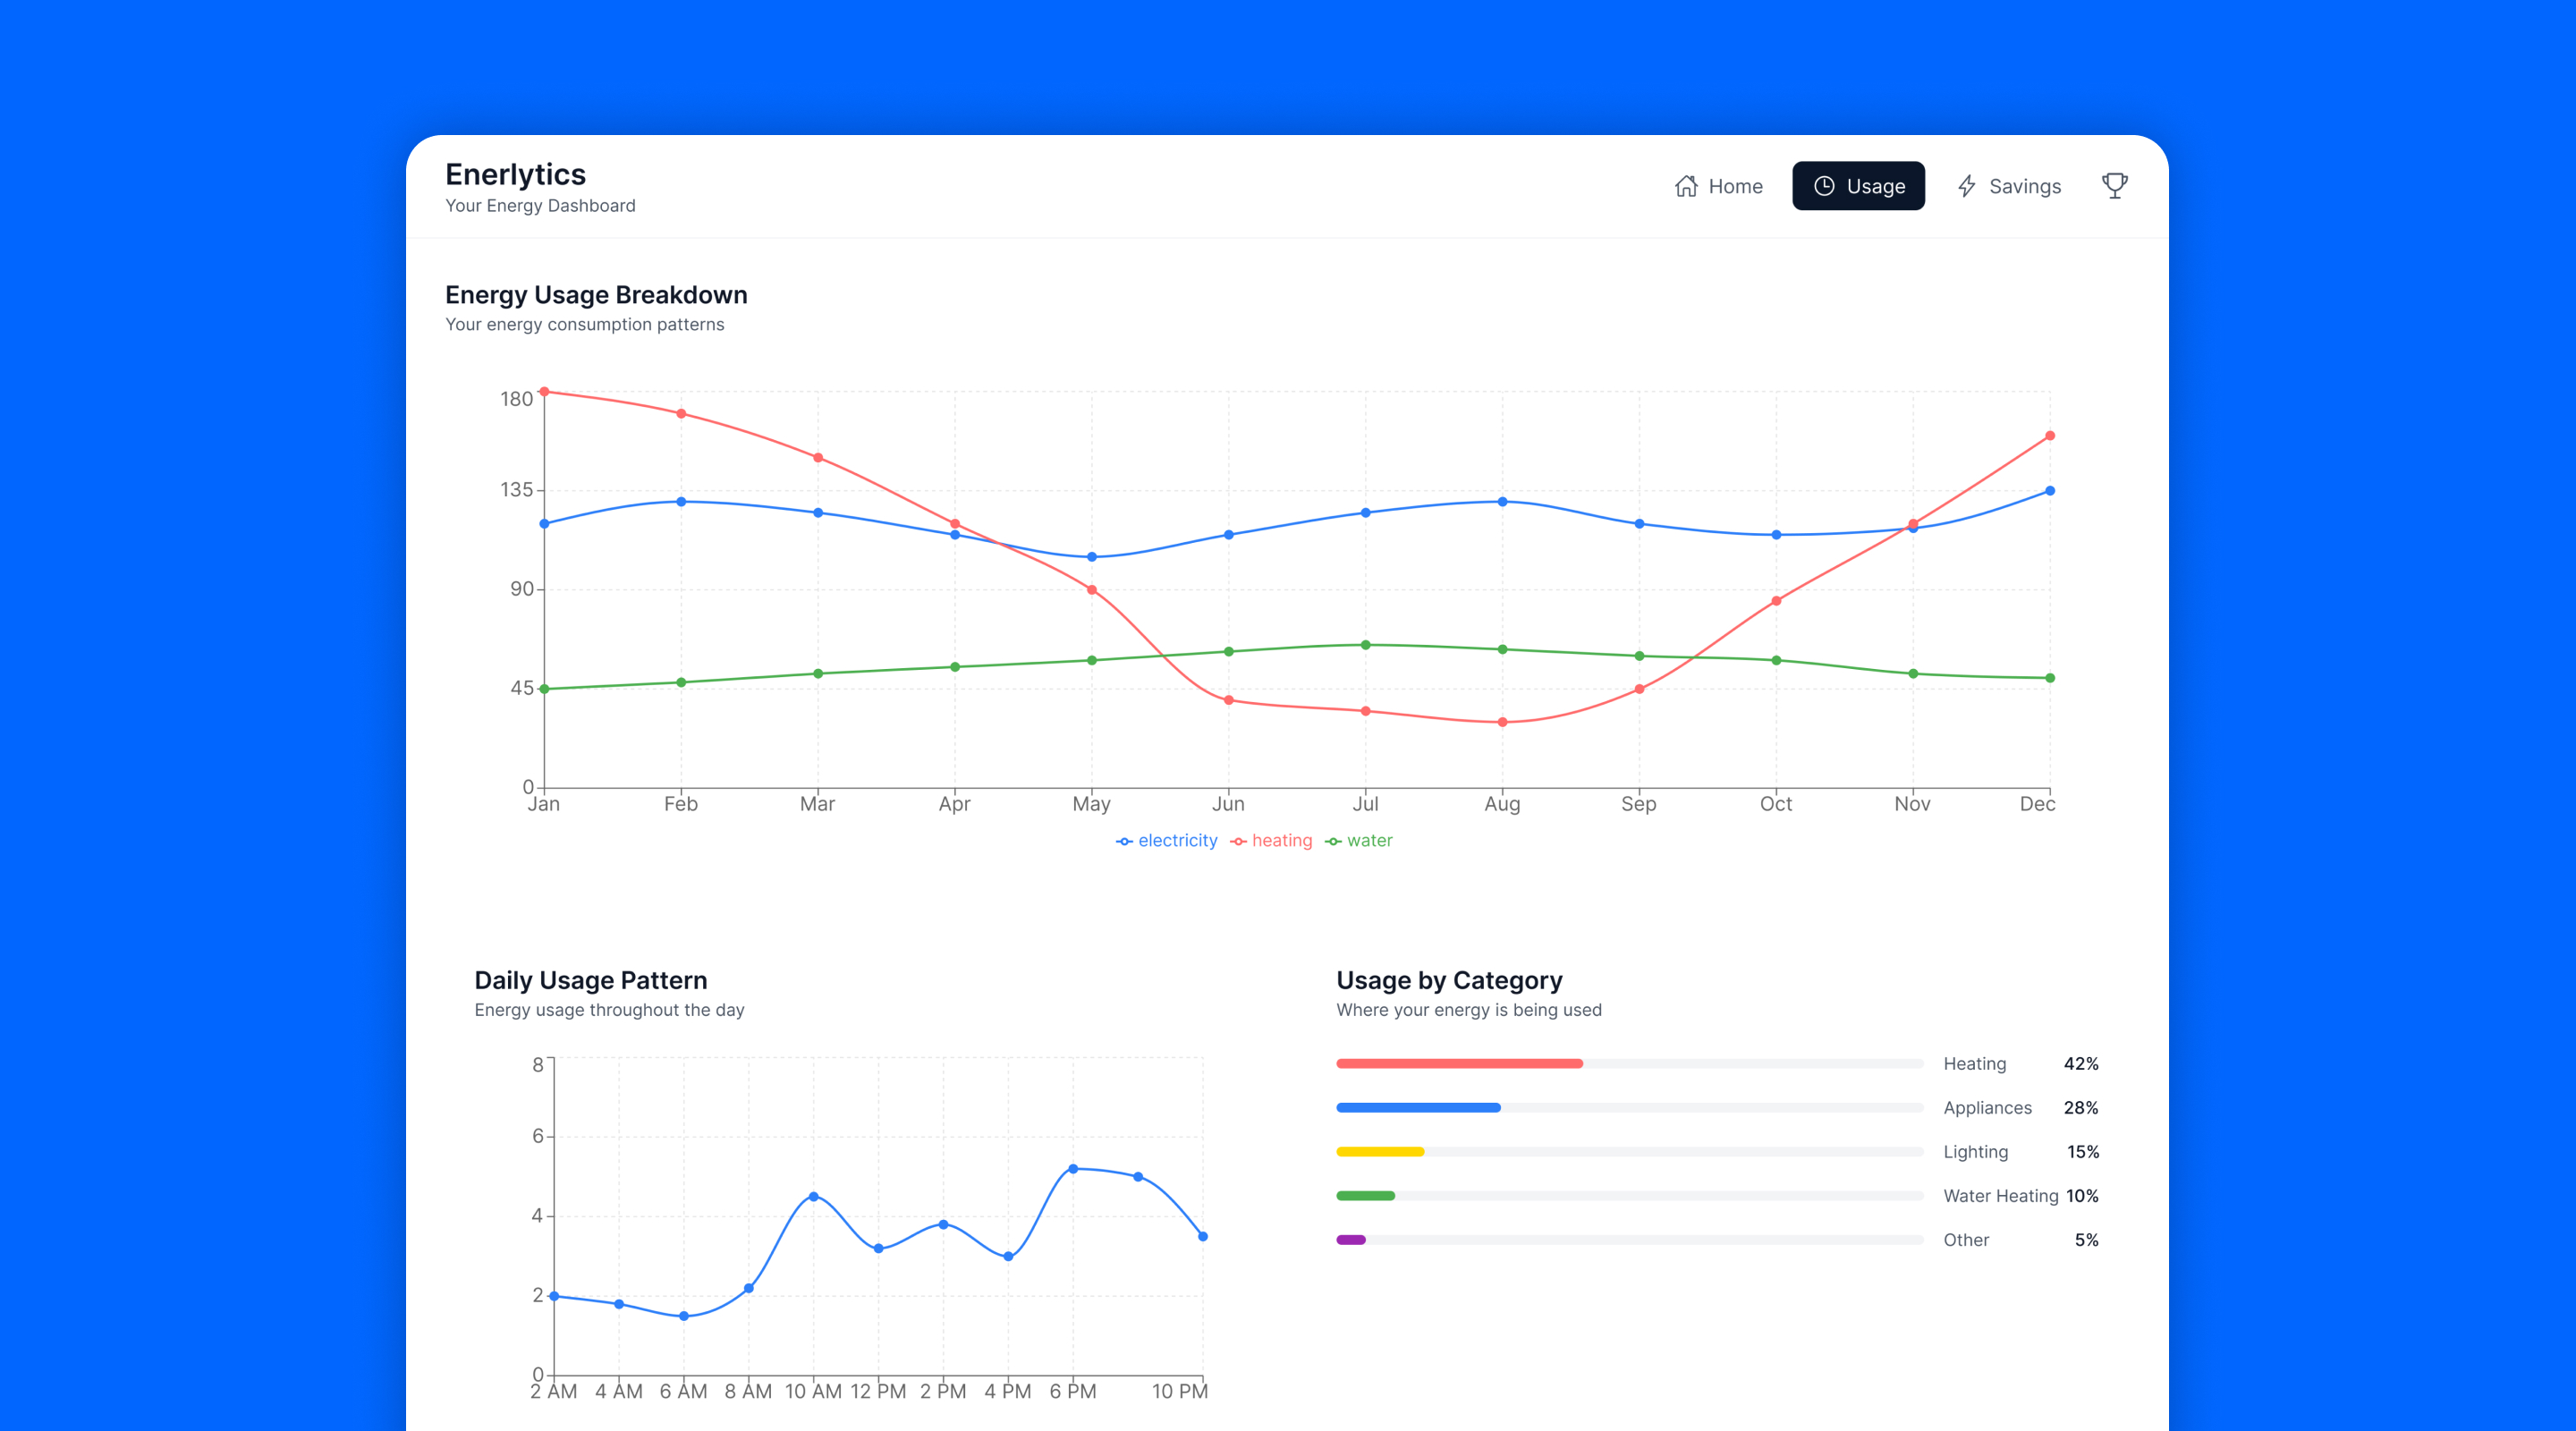 Enerlytics
Your Energy Dashboard
Home
Usage
Savings
Energy Usage Breakdown
Your energy consumption patterns
180
135
90
45
0
Jan Feb Mar Apr May Jun Jul Aug Sep Oct Nov Dec
electricity heating water
Daily Usage Pattern
Energy usage throughout the day
8
6
4
2
0
2 AM 4 AM 6 AM 8 AM 10 AM 12 PM 2 PM 4 PM 6 PM 10 PM
Usage by Category
Where your energy is being used
Heating 42%
Appliances 28%
Lighting 15%
Water Heating 10%
Other 5%